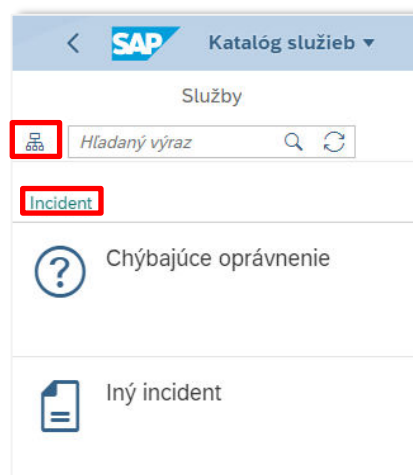 SAP Katalóg služieb
Služby
Hľadaný výraz
Incident
Chýbajúce oprávnenie
Iný incident